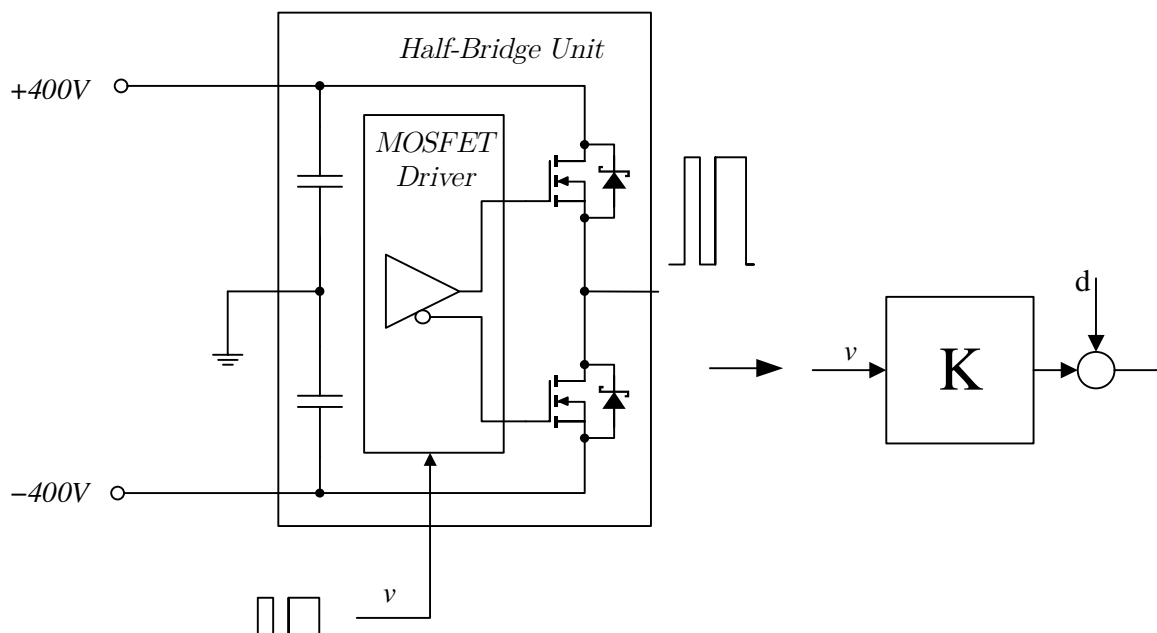 Half-Bridge Unit
+400V
MOSFET
Driver
d
v
K
−400V
v